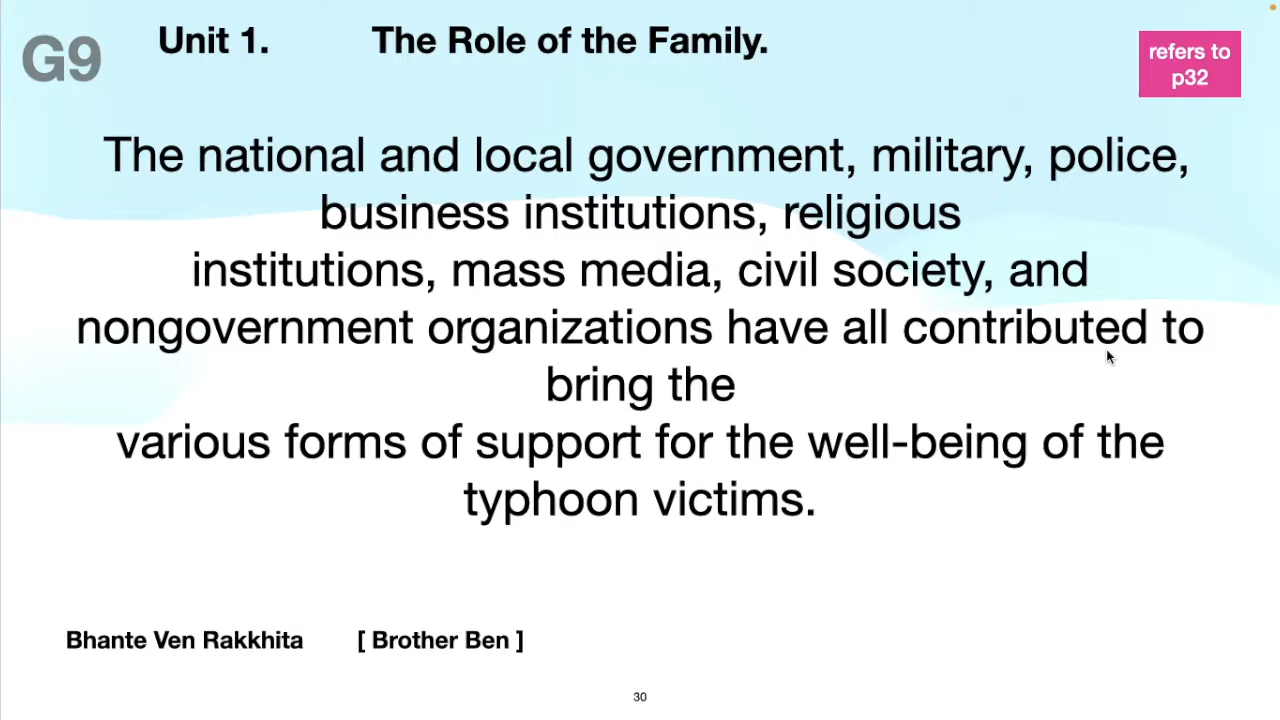 G9
Unit 1. The Role of the Family.
refers to
p32
The national and local government, military, police,
business institutions, religious
institutions, mass media, civil society, and
nongovernment organizations have all contributed to
bring the
various forms of support for the well-being of the
typhoon victims.
Bhante Ven Rakkhita [ Brother Ben ]
30